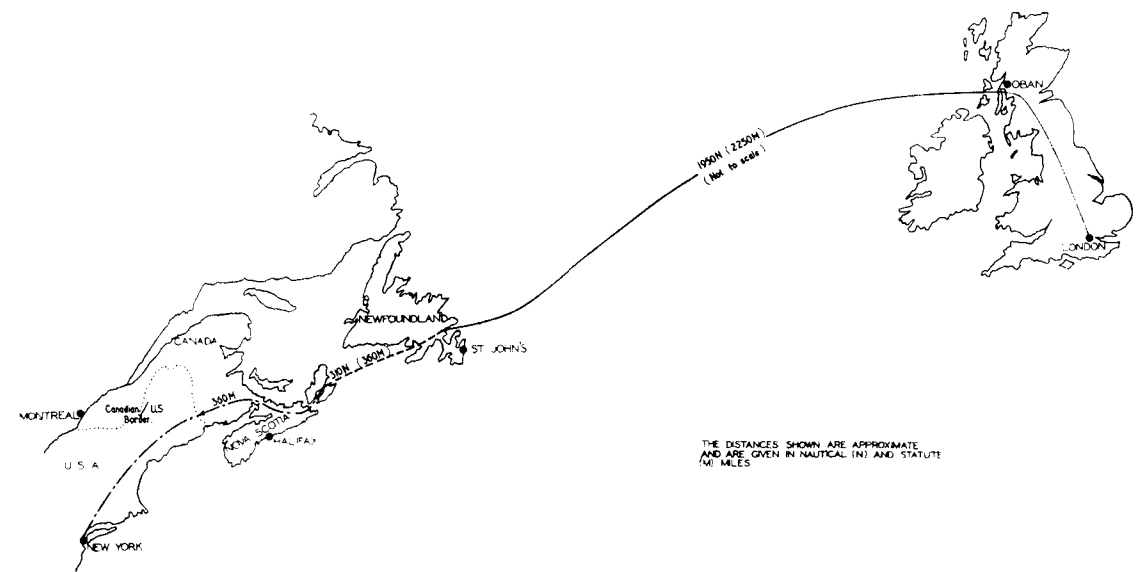 OBAN
1950N (2250M)
(Not to scale)
LONDON
NEWFOUNDLAND
CANADA
ST JOHN'S
310N (360M)
360M
MONTREAL
Canadian/ U.S
Border.
NOVA SCOTIA
HALIFAX
U.S.A
THE DISTANCES SHOWN ARE APPROXIMATE
AND ARE GIVEN IN NAUTICAL (N) AND STATUTE
(M) MILES
NEW YORK